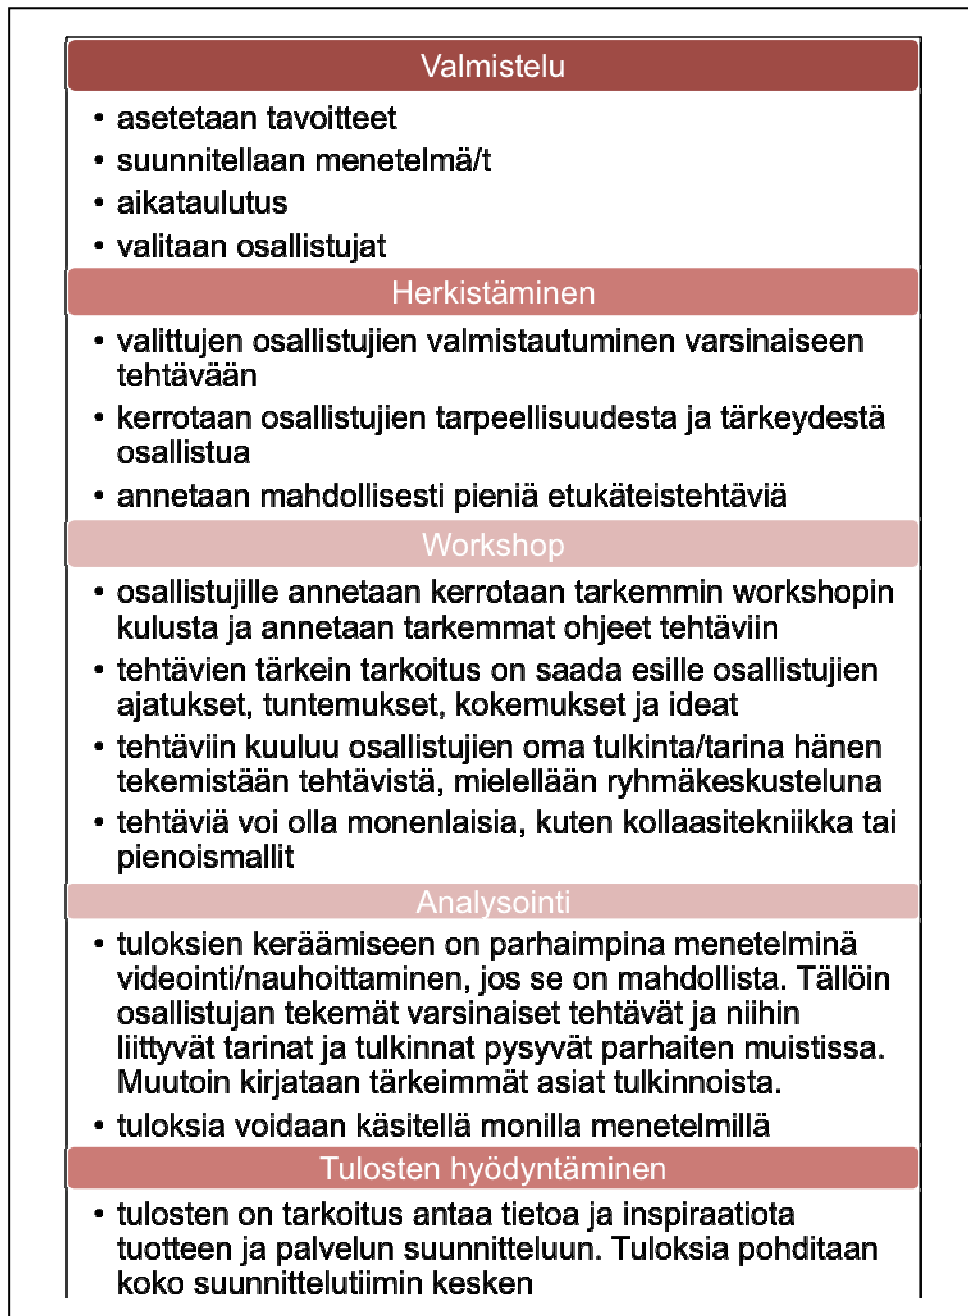 Valmistelu
• asetetaan tavoitteet
• suunnitellaan menetelmä/t
• aikataulutus
• valitaan osallistujat
Herkistäminen
• valittujen osallistujien valmistautuminen varsinaiseen
tehtävään
• kerrotaan osallistujien tarpeellisuudesta ja tärkeydestä
osallistua
• annetaan mahdollisesti pieniä etukäteistehtäviä
Workshop
• osallistujille annetaan kerrotaan tarkemmin workshopin
kulusta ja annetaan tarkemmat ohjeet tehtäviin
• tehtävien tärkein tarkoitus on saada esille osallistujien
ajatukset, tuntemukset, kokemukset ja ideat
• tehtäviin kuuluu osallistujien oma tulkinta/tarina hänen
tekemistään tehtävistä, mielellään ryhmäkeskusteluna
• tehtäviä voi olla monenlaisia, kuten kollaasitekniikka tai
pienoismallit
Analysointi
• tuloksien keräämiseen on parhaimpina menetelminä
videointi/nauhoittaminen, jos se on mahdollista. Tällöin
osallistujan tekemät varsinaiset tehtävät ja niihin
liittyvät tarinat ja tulkinnat pysyvät parhaiten muistissa.
Muutoin kirjataan tärkeimmät asiat tulkinnoista.
• tuloksia voidaan käsitellä monilla menetelmillä
Tulosten hyödyntäminen
• tulosten on tarkoitus antaa tietoa ja inspiraatiota
tuotteen ja palvelun suunnitteluun. Tuloksia pohditaan
koko suunnittelutiimin kesken